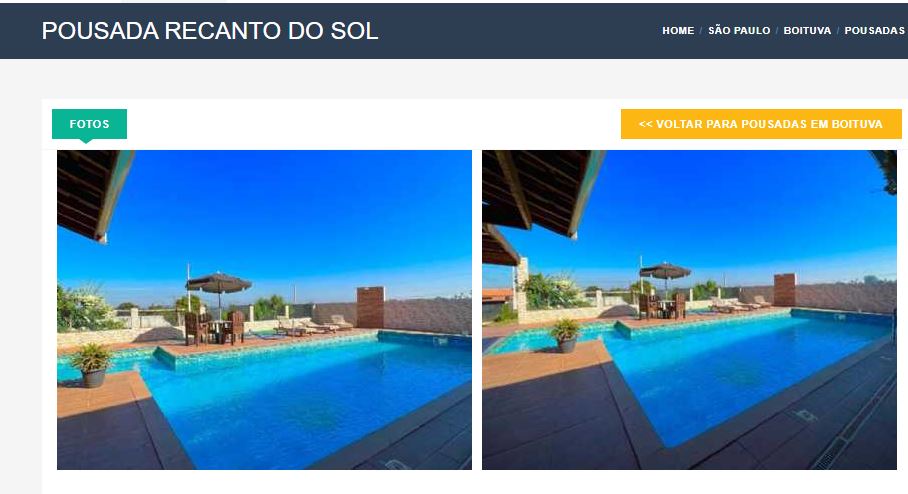 POUSADA RECANTO DO SOL
HOME / SÃO PAULO / BOITUVA / POUSADAS
FOTOS
<< VOLTAR PARA POUSADAS EM BOITUVA